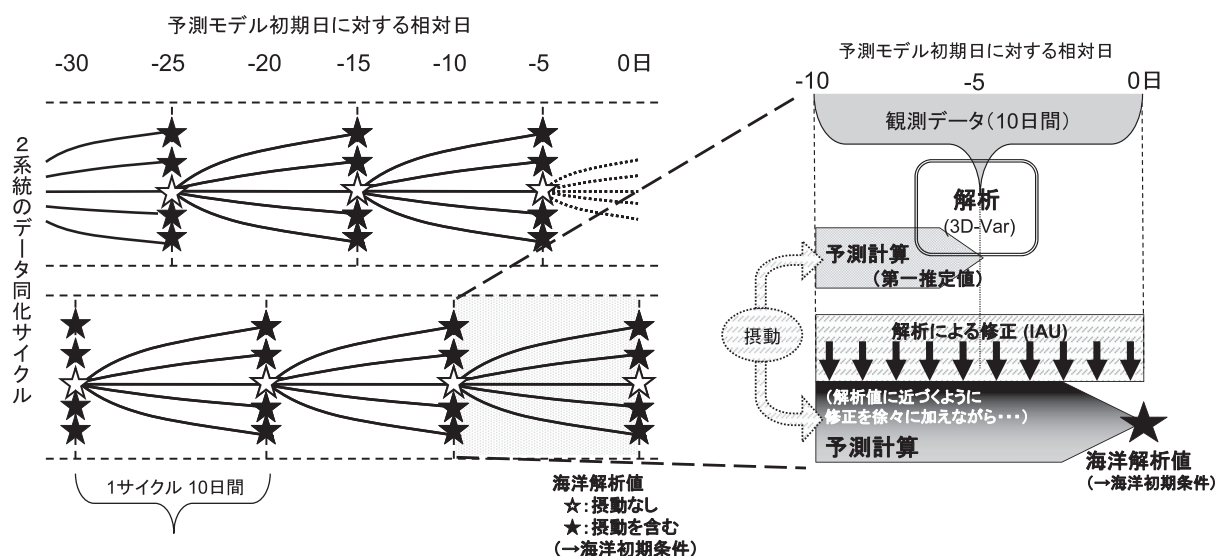 予測モデル初期日に対する相対日
-30 -25 -20 -15 -10 -5 0日
2系統のデータ同化サイクル
1サイクル 10日間
海洋解析値
☆:摂動なし
★:摂動を含む
(→海洋初期条件)
予測モデル初期日に対する相対日
-10 -5 0日
観測データ(10日間)
解析
(3D-Var)
予測計算
(第一推定値)
摂動
解析による修正 (IAU)
(解析値に近づくように
修正を徐々に加えながら・・・)
予測計算
海洋解析値
(→海洋初期条件)